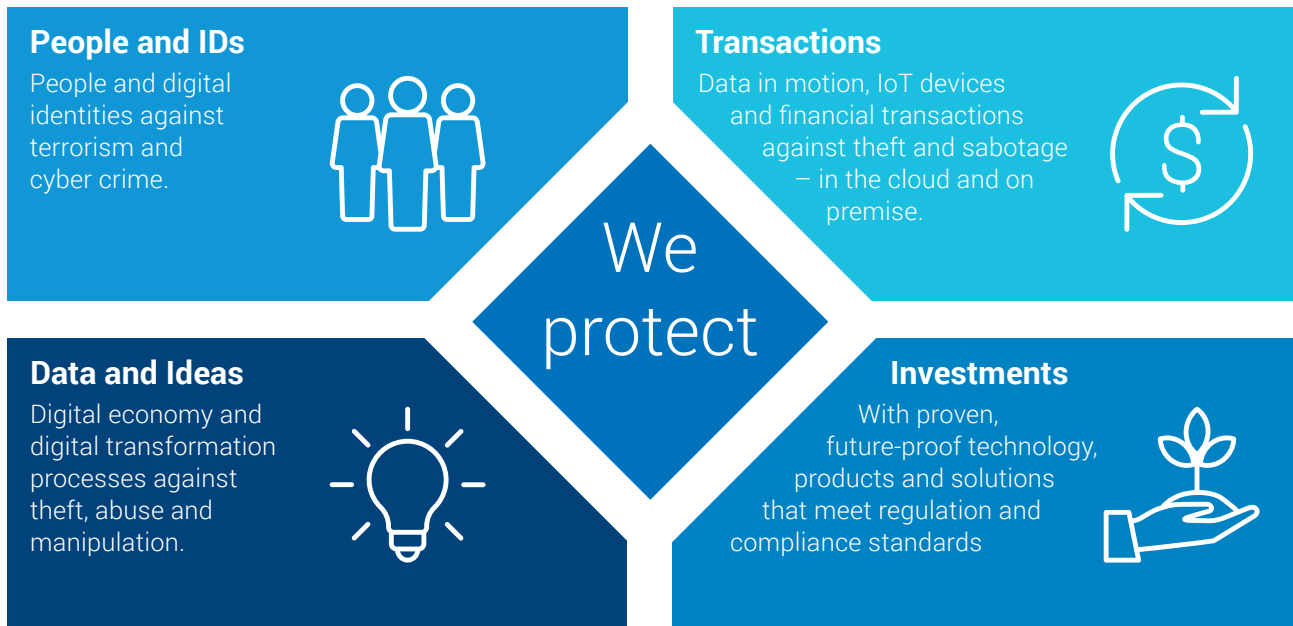 People and IDs
People and digital
identities against
terrorism and
cyber crime.
Transactions
Data in motion, IoT devices
and financial transactions
against theft and sabotage
– in the cloud and on
premise.
We
protect
Data and Ideas
Digital economy and
digital transformation
processes against
theft, abuse and
manipulation.
Investments
With proven,
future-proof technology,
products and solutions
that meet regulation and
compliance standards
$